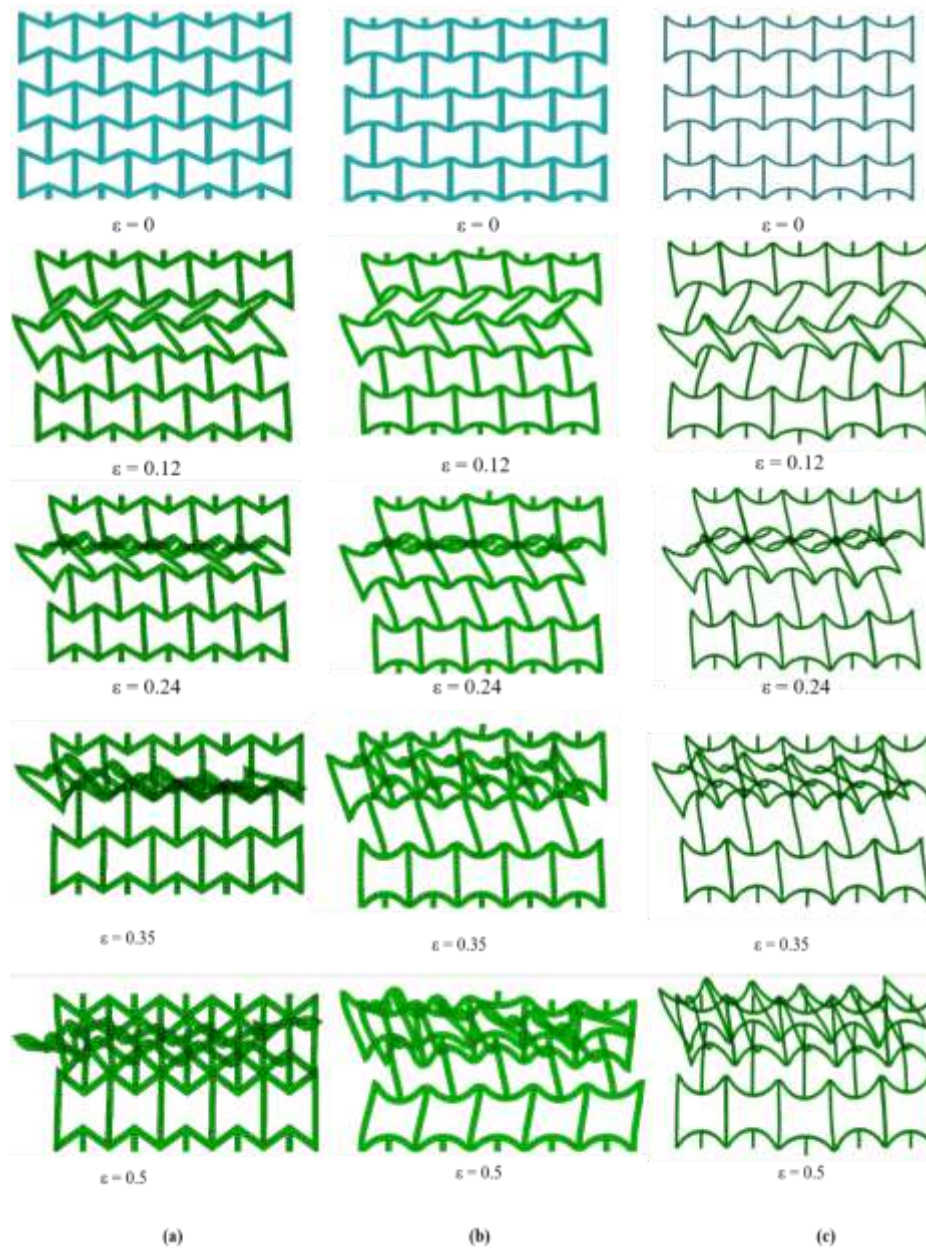 ε = 0 ε = 0 ε = 0
ε = 0.12 ε = 0.12 ε = 0.12
ε = 0.24 ε = 0.24 ε = 0.24
ε = 0.35 ε = 0.35 ε = 0.35
ε = 0.5 ε = 0.5 ε = 0.5
(a) (b) (c)